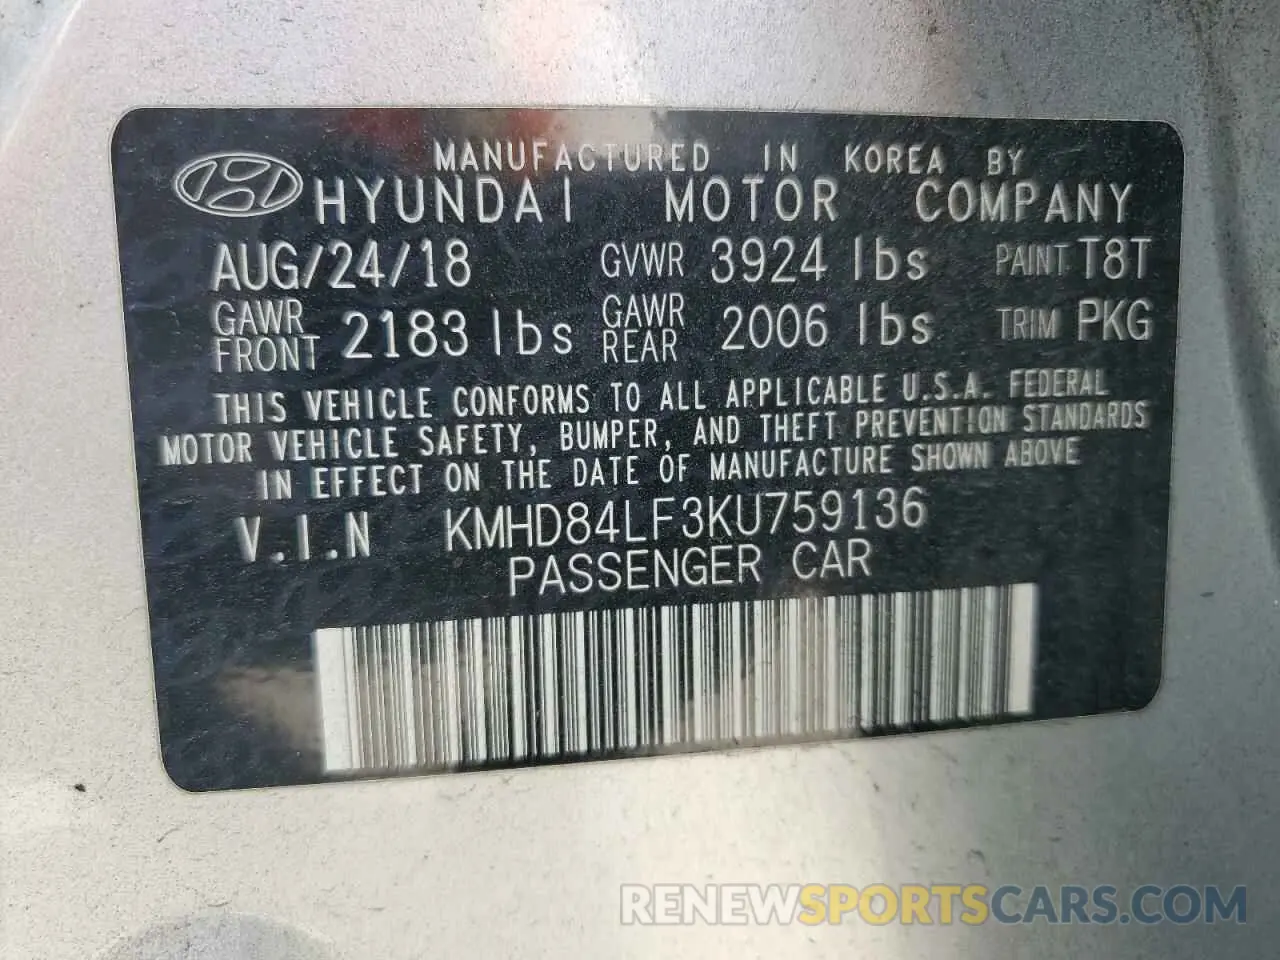 MANUFACTURED IN KOREA BY
HYUNDAI MOTOR COMPANY
AUG/24/18 GVWR 3924 lbs PAINT T8T
GAWR FRONT 2183 lbs GAWR REAR 2006 lbs TRIM PKG
THIS VEHICLE CONFORMS TO ALL APPLICABLE U.S.A. FEDERAL
MOTOR VEHICLE SAFETY, BUMPER, AND THEFT PREVENTION STANDARDS
IN EFFECT ON THE DATE OF MANUFACTURE SHOWN ABOVE
V.I.N KMHD84LF3KU759136
PASSENGER CAR
RENEWSPORTSCARS.COM